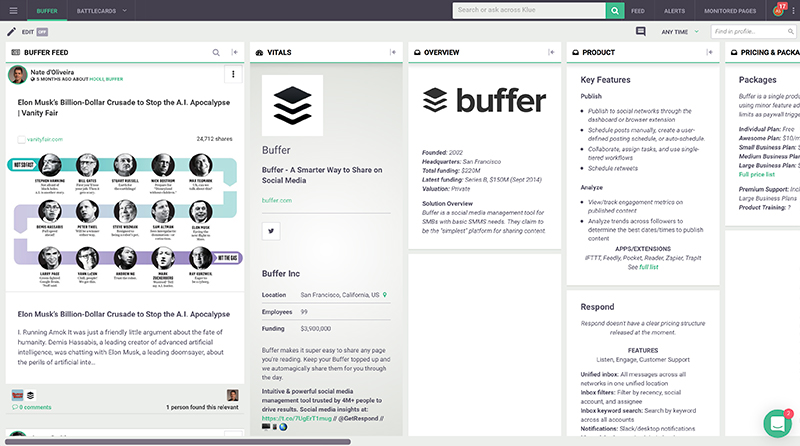 BUFFER
BATTLECARDS
Search or ask across Klue
FEED
ALERTS
MONITORED PAGES
17
EDIT OFF
ANY TIME
Find in profile...
BUFFER FEED
Nate d'Oliveira
5 MONTHS AGO ABOUT
Elon Musk's Billion-Dollar Crusade to Stop the A.I. Apocalypse
| Vanity Fair
vanityfair.com
24,712 shares
NOT SO FAST
STEPHEN HAWKING
BILL GATES
STUART RUSSELL
NICK BOSTROM
DEMIS HASSABIS
PETER THIEL
STEVE WOZNIAK
SAM ALTMAN
ELON MUSK
HIT THE GAS
LARRY PAGE
YANN LECUN
ANDREW NG
MARK ZUCKERBERG
RAY KURZWEIL
Elon Musk's Billion-Dollar Crusade to Stop the A.I. Apocalypse
I. Running Amok It was just a friendly little argument about the fate of
humanity. Demis Hassabis, a leading creator of advanced artificial
intelligence, was chatting with Elon Musk, a leading doomsayer, about
the perils of artificial inte...
0 comments
1 person found this relevant
VITALS
Buffer
Buffer - A Smarter Way to Share on
Social Media
buffer.com
Buffer Inc
Location San Francisco, California, US
Employees 99
Funding $3,900,000
Buffer makes it super easy to share any page
you're reading. Keep your Buffer topped up and
we automagically share them for you through
the day.
Intuitive & powerful social media
management tool trusted by 4M+ people to
drive results. Social media insights at:
https://t.co/7UgErT1mug // @GetRespond //
OVERVIEW
buffer
Founded: 2002
Headquarters: San Francisco
Total funding: $220M
Latest funding: Series B, $150M (Sept 2014)
Valuation: Private
Solution Overview
Buffer is a social media management tool for
SMBs with basic SMMS needs. They claim to
be the "simplest" platform for sharing content.
PRODUCT
Key Features
Publish
Publish to social networks through the
dashboard or browser extension
Schedule posts manually, create a user-
defined posting schedule, or auto-schedule.
Collaborate, assign tasks, and use single-
tiered workflows
Schedule retweets
Analyze
View/track engagement metrics on
published content
Analyze trends across followers to
determine the best dates/times to publish
content
APPS/EXTENSIONS
IFTTT, Feedly, Pocket, Reader, Zapier, TrapIt
See full list
Respond
Respond doesn't have a clear pricing structure
released at the moment.
FEATURES
Listen, Engage, Customer Support
Unified inbox: All messages across all
networks in one unified location
Inbox filters: Filter by recency, social
account, and assignee
Inbox keyword search: Search by keyword
across all accounts
Notifications: Slack/desktop notifications
PRICING & PACKA
Packages
Buffer is a single produ
using minor feature ad
limits as paywall trigger
Individual Plan: Free
Awesome Plan: $10/m
Small Business Plan: $
Medium Business Plan
Large Business Plan:
Full price list
Premium Support: Inc
Large Business Plans
Product Training: ?
2